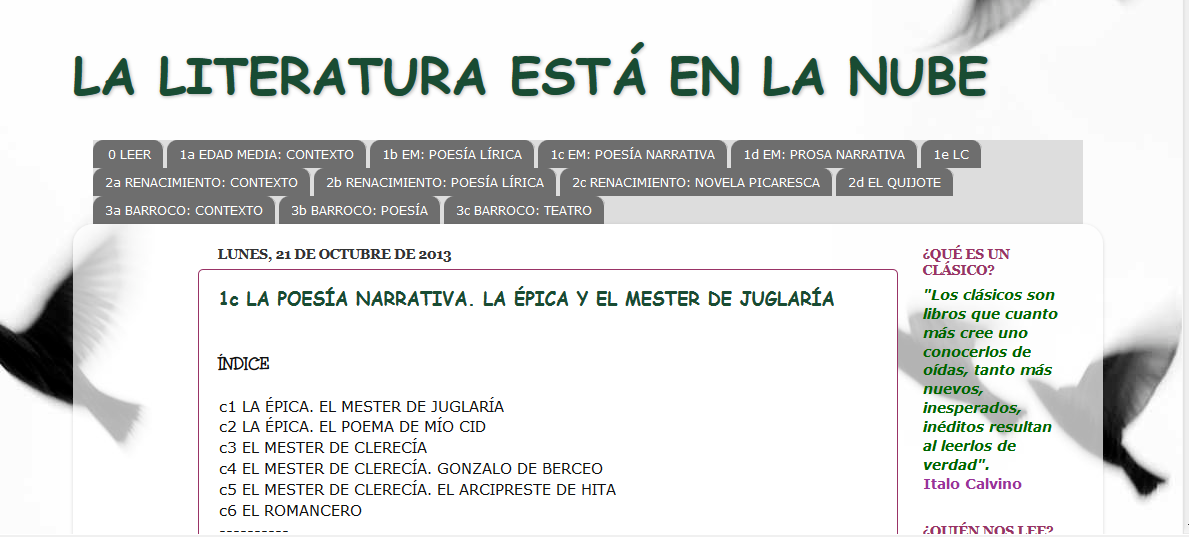 LA LITERATURA ESTÁ EN LA NUBE
0 LEER
1a EDAD MEDIA: CONTEXTO
1b EM: POESÍA LÍRICA
1c EM: POESÍA NARRATIVA
1d EM: PROSA NARRATIVA
1e LC
2a RENACIMIENTO: CONTEXTO
2b RENACIMIENTO: POESÍA LÍRICA
2c RENACIMIENTO: NOVELA PICARESCA
2d EL QUIJOTE
3a BARROCO: CONTEXTO
3b BARROCO: POESÍA
3c BARROCO: TEATRO
LUNES, 21 DE OCTUBRE DE 2013
1c LA POESÍA NARRATIVA. LA ÉPICA Y EL MESTER DE JUGLARÍA
ÍNDICE
c1 LA ÉPICA. EL MESTER DE JUGLARÍA
c2 LA ÉPICA. EL POEMA DE MÍO CID
c3 EL MESTER DE CLERECÍA
c4 EL MESTER DE CLERECÍA. GONZALO DE BERCEO
c5 EL MESTER DE CLERECÍA. EL ARCIPRESTE DE HITA
c6 EL ROMANCERO
----------
¿QUÉ ES UN
CLÁSICO?
"Los clásicos son
libros que cuanto
más cree uno
conocerlos de
oídas, tanto más
nuevos,
inesperados,
inéditos resultan
al leerlos de
verdad".
Italo Calvino
¿QUIÉN NOS LEE?